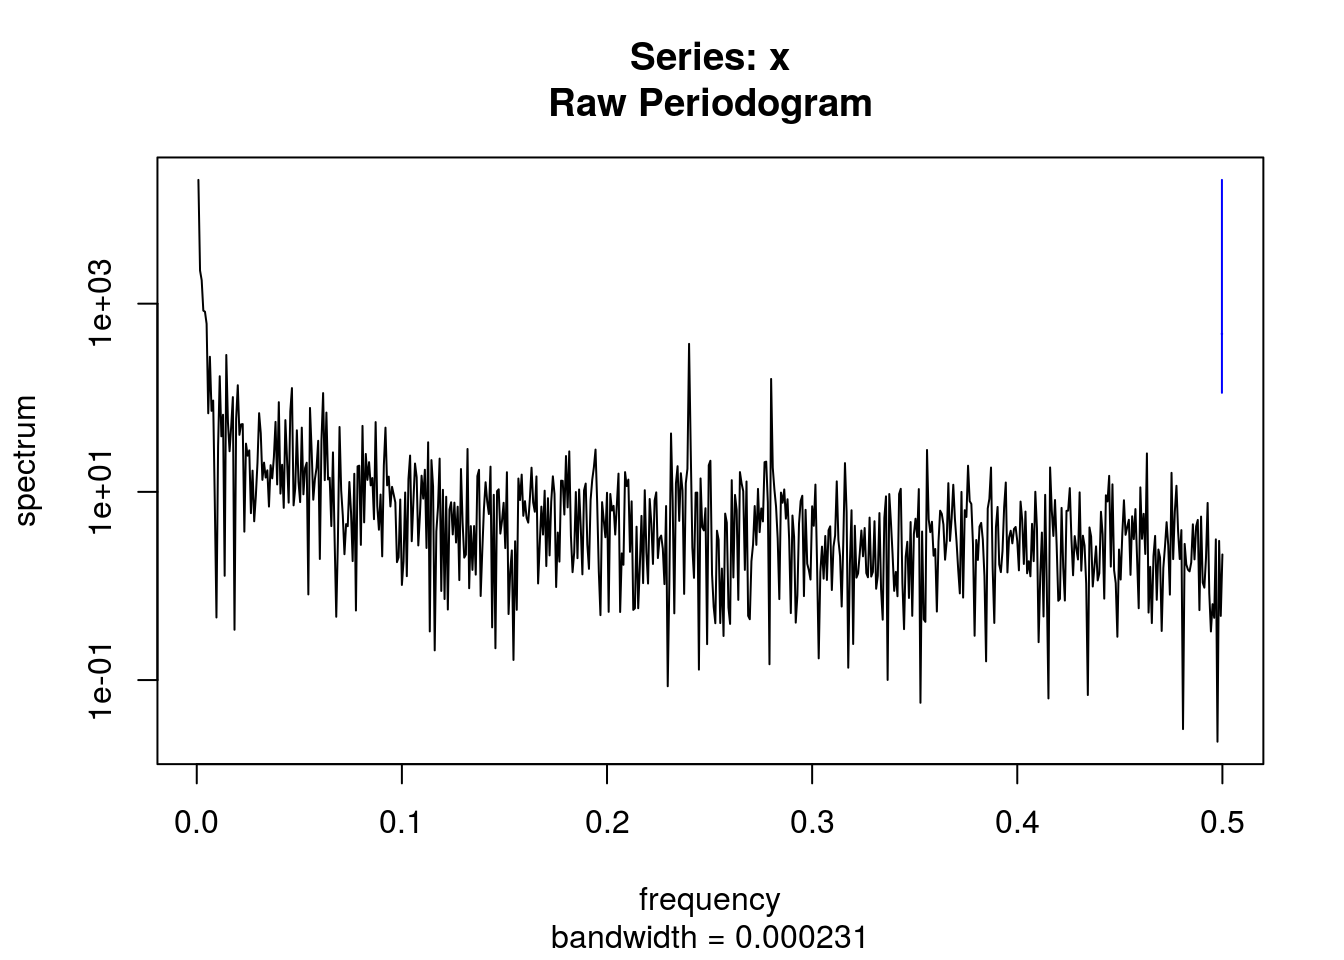 Series: x
Raw Periodogram
spectrum
1e+03
1e+01
1e-01
0.0 0.1 0.2 0.3 0.4 0.5
frequency
bandwidth = 0.000231